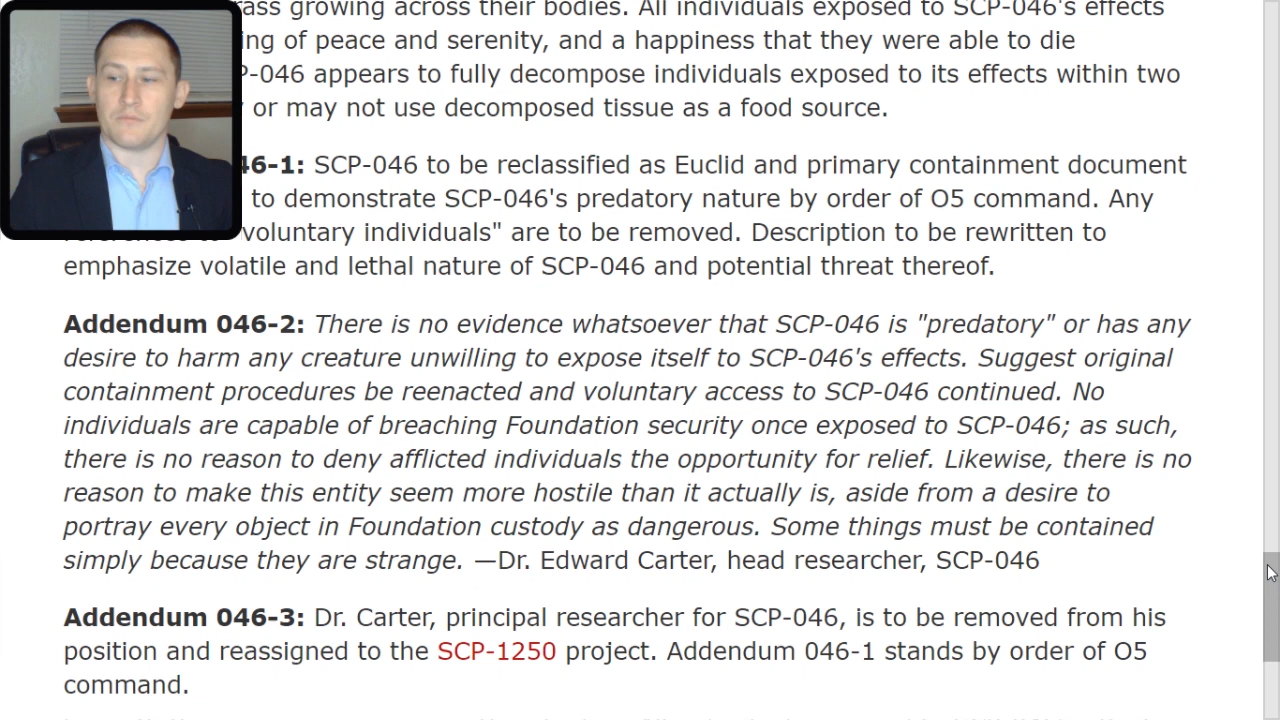 rass growing across their bodies. All individuals exposed to SCP-046's effects
ing of peace and serenity, and a happiness that they were able to die
P-046 appears to fully decompose individuals exposed to its effects within two
or may not use decomposed tissue as a food source.
46-1: SCP-046 to be reclassified as Euclid and primary containment document
to demonstrate SCP-046's predatory nature by order of O5 command. Any
"voluntary individuals" are to be removed. Description to be rewritten to
emphasize volatile and lethal nature of SCP-046 and potential threat thereof.
Addendum 046-2: There is no evidence whatsoever that SCP-046 is "predatory" or has any
desire to harm any creature unwilling to expose itself to SCP-046's effects. Suggest original
containment procedures be reenacted and voluntary access to SCP-046 continued. No
individuals are capable of breaching Foundation security once exposed to SCP-046; as such,
there is no reason to deny afflicted individuals the opportunity for relief. Likewise, there is no
reason to make this entity seem more hostile than it actually is, aside from a desire to
portray every object in Foundation custody as dangerous. Some things must be contained
simply because they are strange. —Dr. Edward Carter, head researcher, SCP-046
Addendum 046-3: Dr. Carter, principal researcher for SCP-046, is to be removed from his
position and reassigned to the SCP-1250 project. Addendum 046-1 stands by order of O5
command.